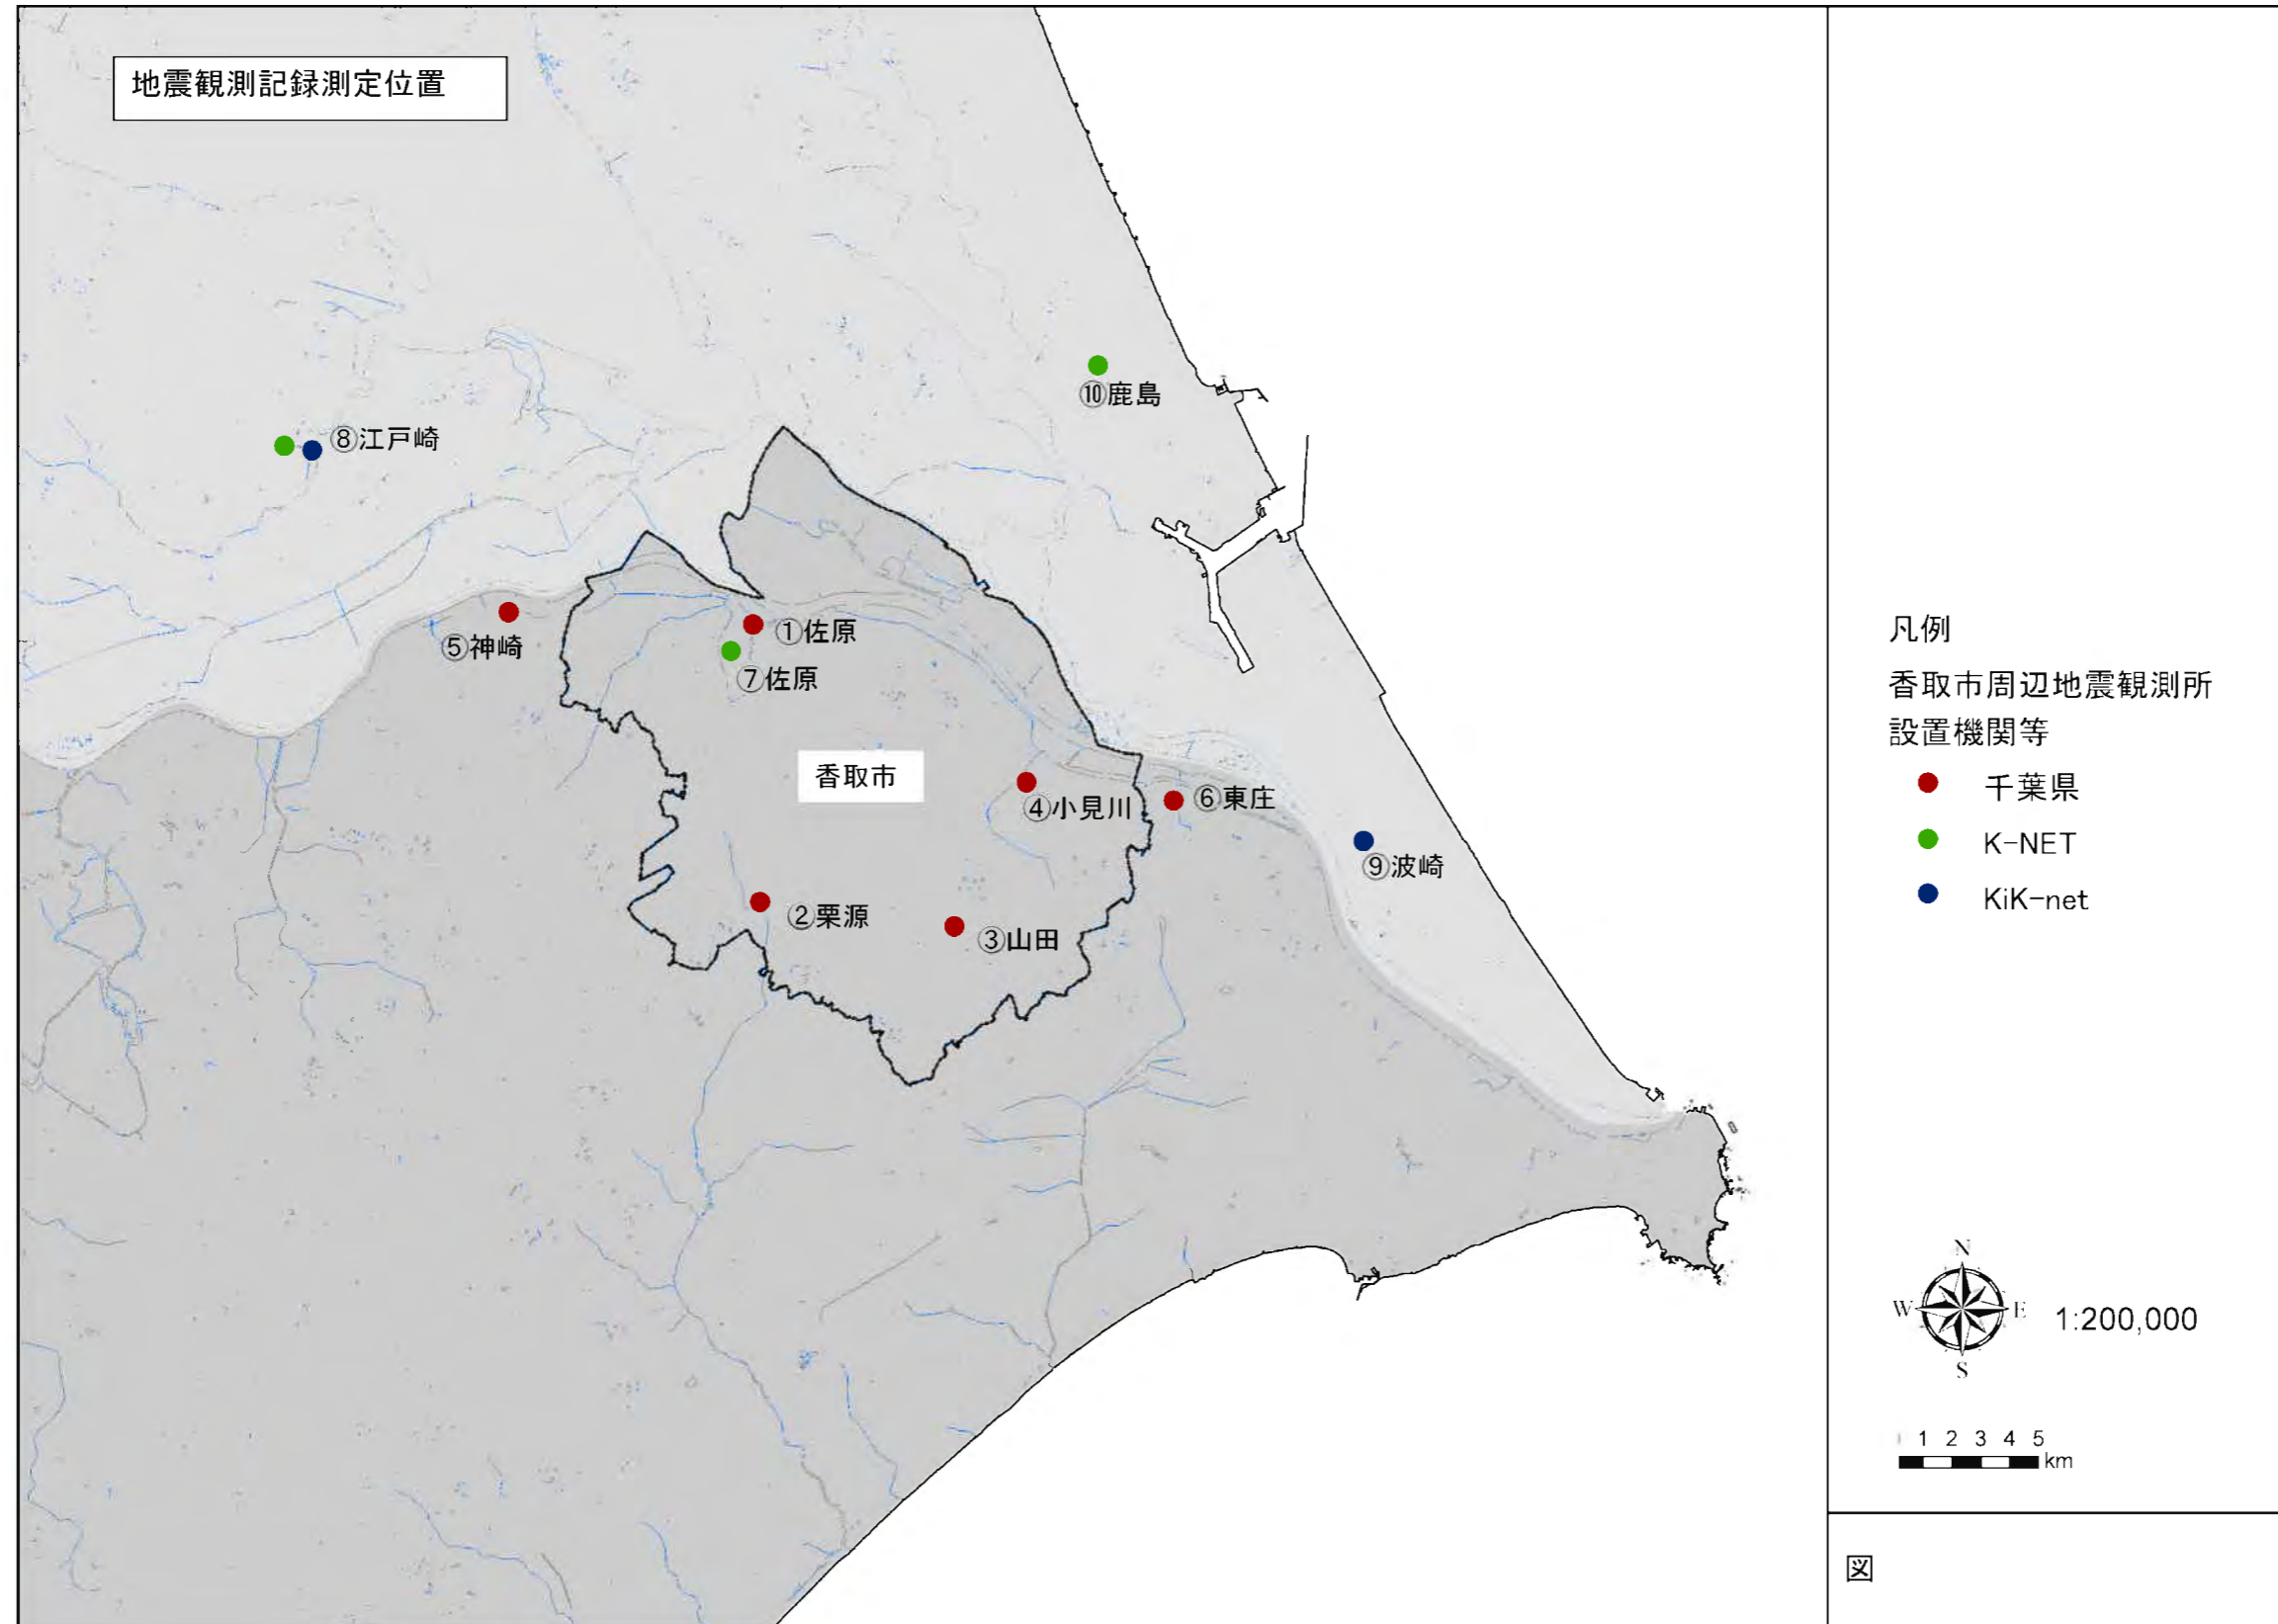 地震観測記録測定位置
⑩鹿島
⑧江戸崎
①佐原
⑤神崎
⑦佐原
香取市
④小見川
⑥東庄
⑨波崎
②栗源
③山田
凡例
香取市周辺地震観測所
設置機関等
千葉県
K-NET
KiK-net
N
W E 1:200,000
S
1 2 3 4 5
km
図